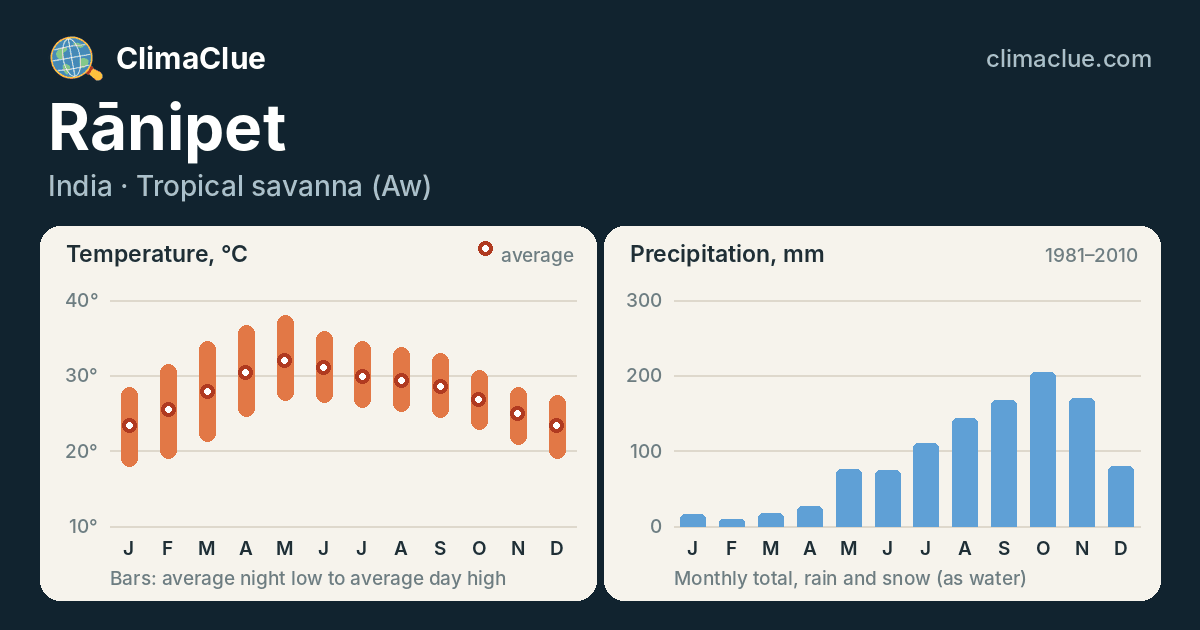 ClimaClue
climaclue.com
Rānipet
India · Tropical savanna (Aw)
Temperature, °C
average
40°
30°
20°
10°
J F M A M J J A S O N D
Bars: average night low to average day high
Precipitation, mm
1981–2010
300
200
100
0
J F M A M J J A S O N D
Monthly total, rain and snow (as water)